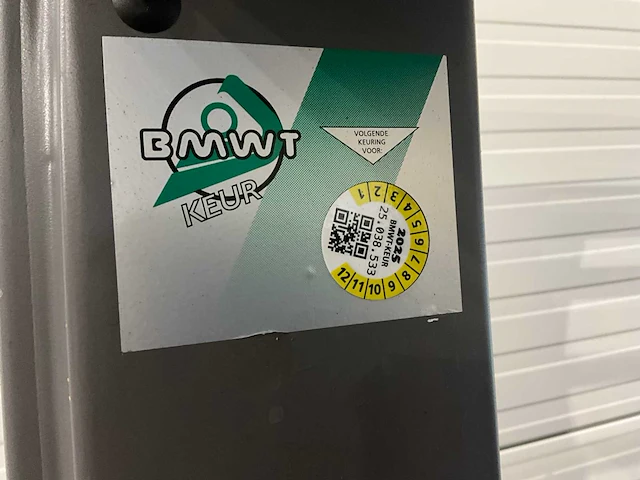 BMWT
KEUR
VOLGENDE
KEURING
VOOR:
1 2 3 4 5 6 7 8 9 10 11 12
2025
BMWT-KEUR
25.038.533